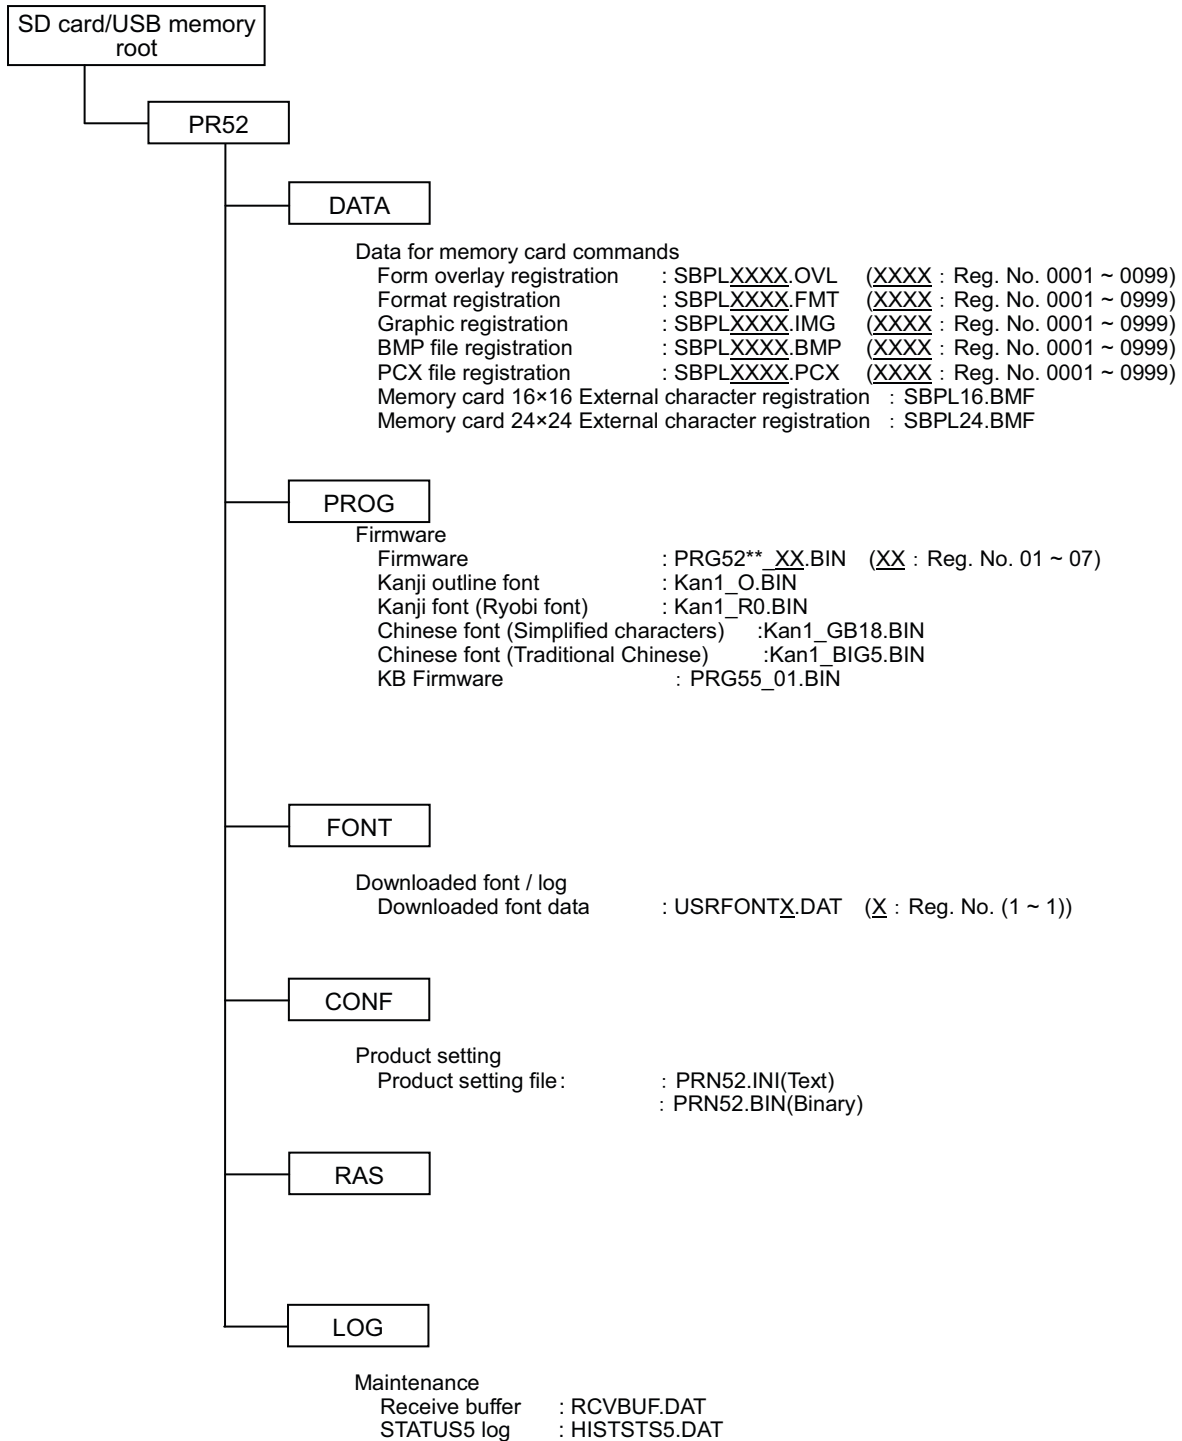 SD card/USB memory
root
PR52
DATA
Data for memory card commands
Form overlay registration : SBPLXXXX.OVL (XXXX : Reg. No. 0001 ~ 0099)
Format registration : SBPLXXXX.FMT (XXXX : Reg. No. 0001 ~ 0999)
Graphic registration : SBPLXXXX.IMG (XXXX : Reg. No. 0001 ~ 0999)
BMP file registration : SBPLXXXX.BMP (XXXX : Reg. No. 0001 ~ 0999)
PCX file registration : SBPLXXXX.PCX (XXXX : Reg. No. 0001 ~ 0999)
Memory card 16×16 External character registration : SBPL16.BMF
Memory card 24×24 External character registration : SBPL24.BMF
PROG
Firmware
Firmware : PRG52**_XX.BIN (XX : Reg. No. 01 ~ 07)
Kanji outline font : Kan1_O.BIN
Kanji font (Ryobi font) : Kan1_R0.BIN
Chinese font (Simplified characters) :Kan1_GB18.BIN
Chinese font (Traditional Chinese) :Kan1_BIG5.BIN
KB Firmware : PRG55_01.BIN
FONT
Downloaded font / log
Downloaded font data : USRFONTX.DAT (X : Reg. No. (1 ~ 1))
CONF
Product setting
Product setting file: : PRN52.INI(Text)
: PRN52.BIN(Binary)
RAS
LOG
Maintenance
Receive buffer : RCVBUF.DAT
STATUS5 log : HISTSTS5.DAT